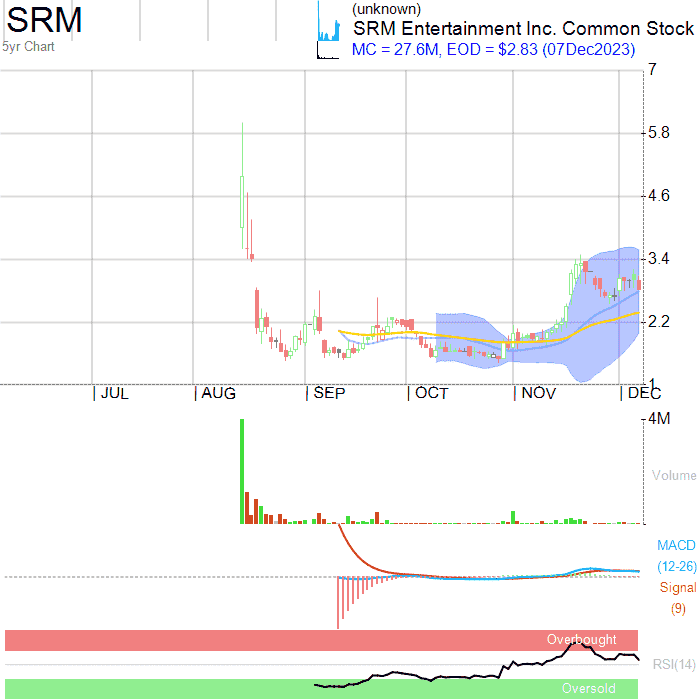 SRM
5yr Chart
(unknown)
SRM Entertainment Inc. Common Stock
MC = 27.6M, EOD = $2.83 (07Dec2023)
7
5.8
4.6
3.4
2.2
1
JUL AUG SEP OCT NOV DEC
4M
Volume
MACD
(12-26)
Signal
(9)
Overbought
RSI(14)
Oversold